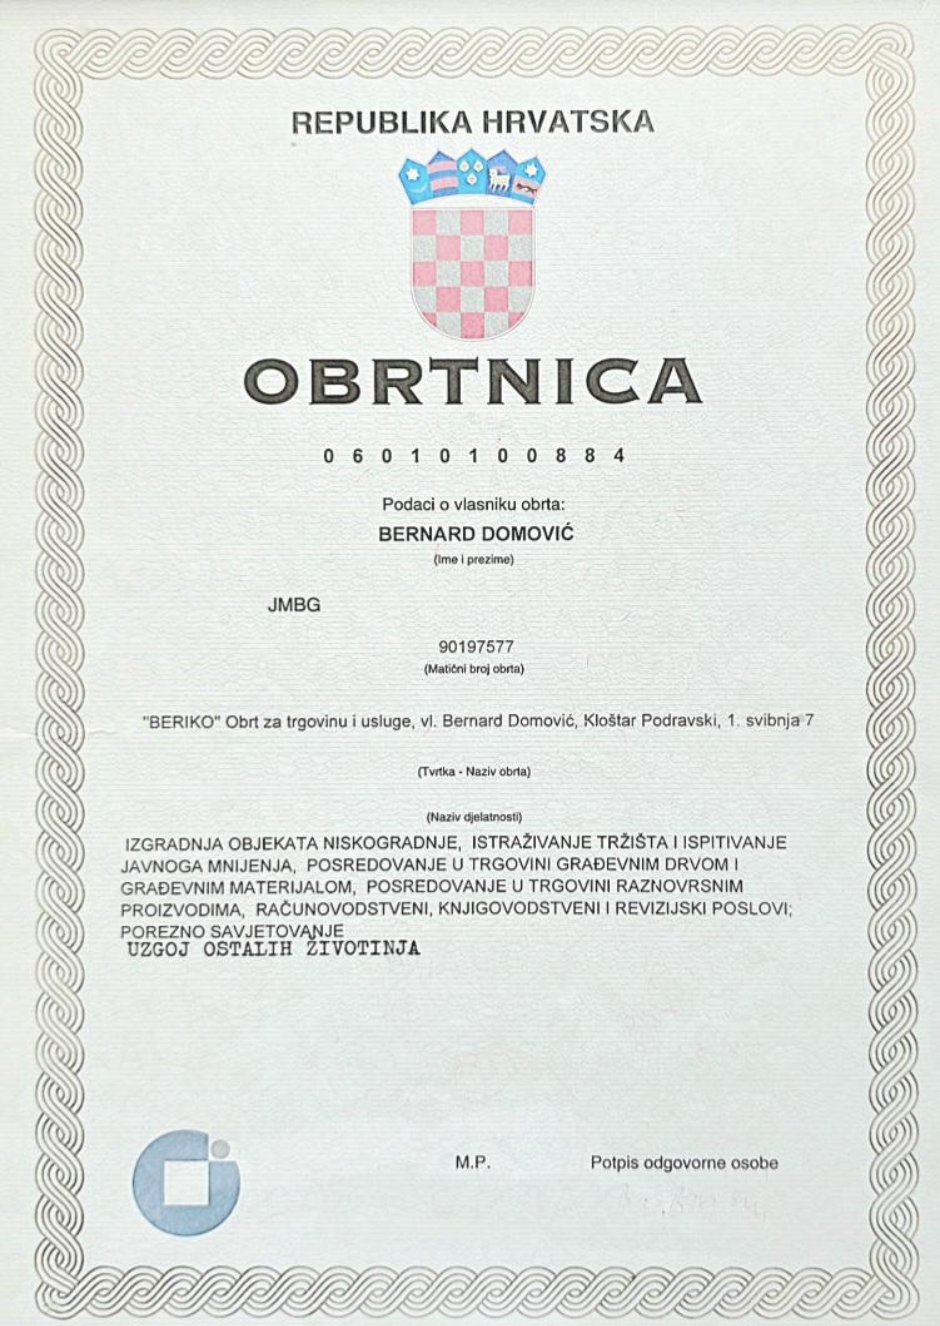 REPUBLIKA HRVATSKA
OBRTNICA
0 6 0 1 0 1 0 0 8 8 4
Podaci o vlasniku obrta:
BERNARD DOMOVIĆ
(Ime i prezime)
JMBG
90197577
(Matični broj obrta)
"BERIKO" Obrt za trgovinu i usluge, vl. Bernard Domović, Kloštar Podravski, 1. svibnja 7
(Tvrtka - Naziv obrta)
(Naziv djelatnosti)
IZGRADNJA OBJEKATA NISKOGRADNJE, ISTRAŽIVANJE TRŽIŠTA I ISPITIVANJE
JAVNOGA MNIJENJA, POSREDOVANJE U TRGOVINI GRAĐEVNIM DRVOM I
GRAĐEVNIM MATERIJALOM, POSREDOVANJE U TRGOVINI RAZNOVRSNIM
PROIZVODIMA, RAČUNOVODSTVENI, KNJIGOVODSTVENI I REVIZIJSKI POSLOVI;
POREZNO SAVJETOVANJE
UZGOJ OSTALIH ŽIVOTINJA
M.P.
Potpis odgovorne osobe